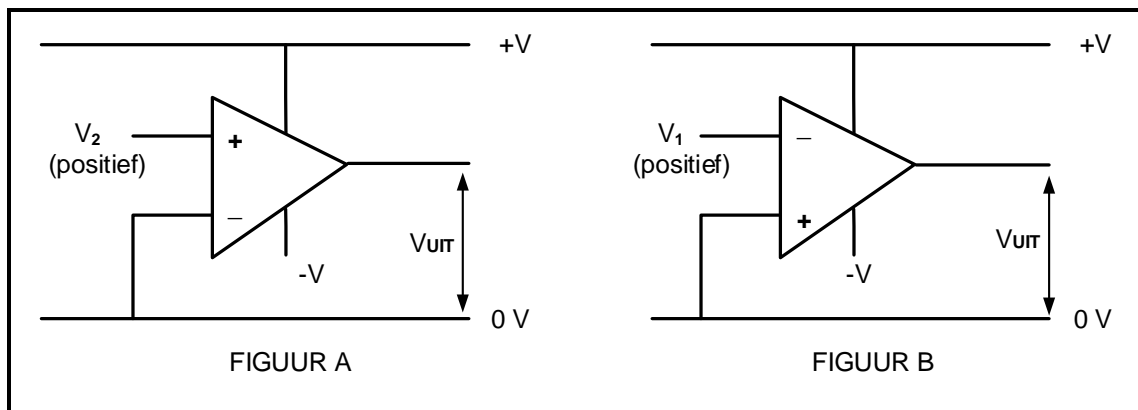 +V
V2
(positief)
+
–
-V
VUIT
0 V
FIGUUR A
+V
V1
(positief)
–
+
-V
VUIT
0 V
FIGUUR B